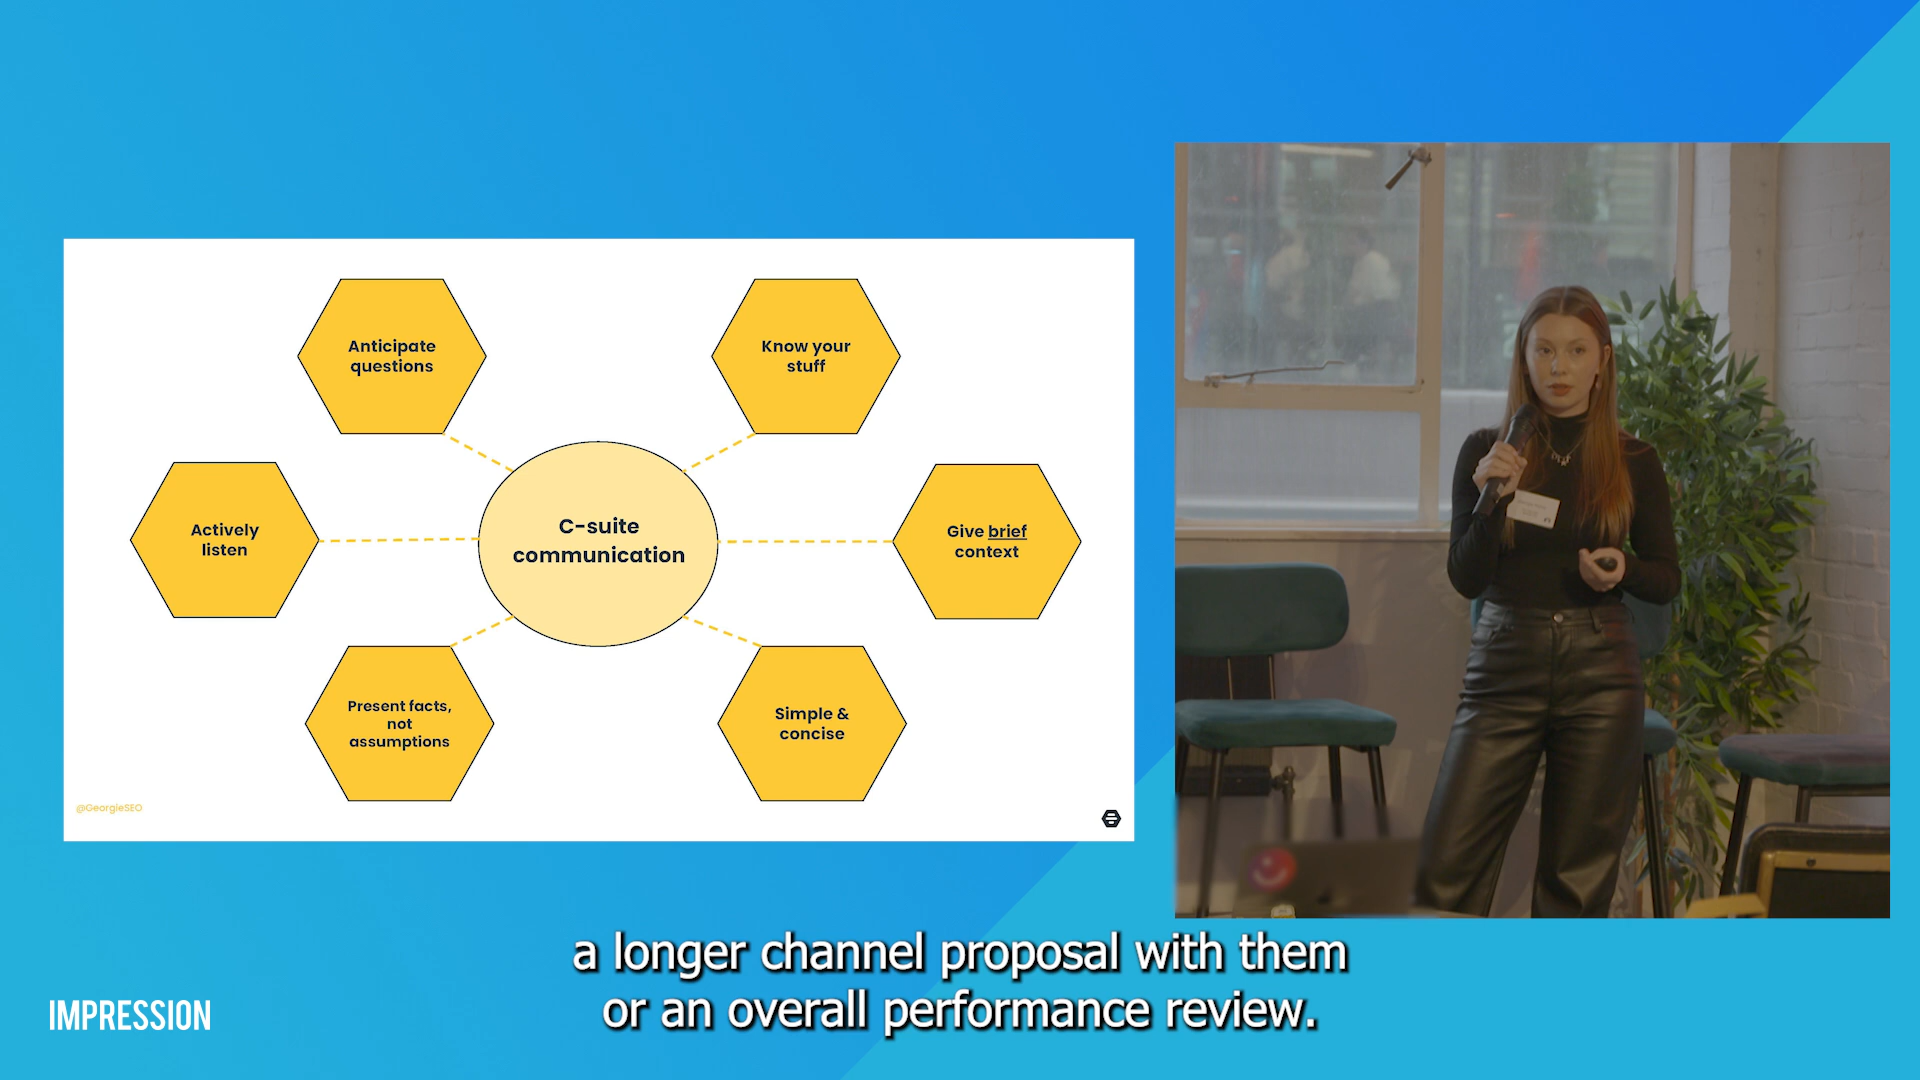 Anticipate
questions
Know your
stuff
Actively
listen
C-suite
communication
Give brief
context
Present facts,
not
assumptions
Simple &
concise
@GeorgieSEO
a longer channel proposal with them
or an overall performance review.
IMPRESSION